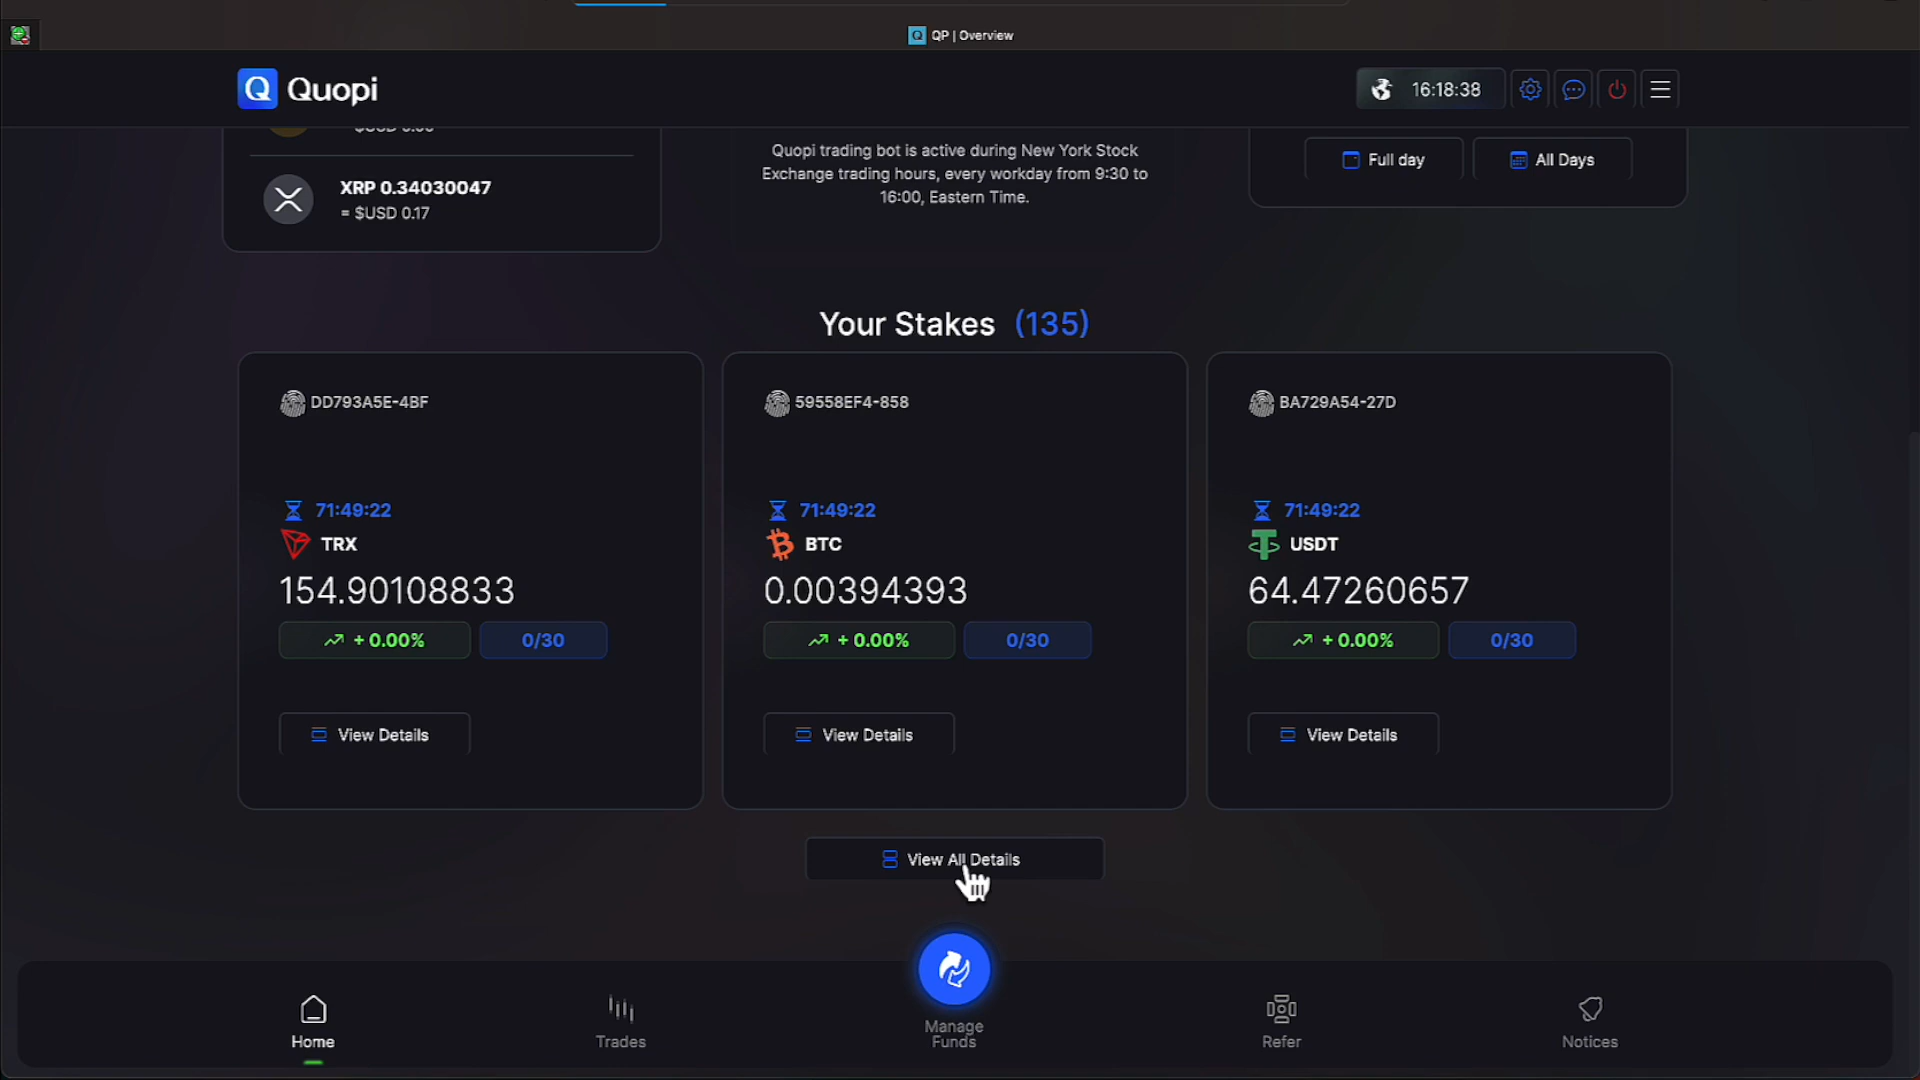 QP | Overview
Quopi
16:18:38
XRP 0.34030047
= $USD 0.17
Quopi trading bot is active during New York Stock
Exchange trading hours, every workday from 9:30 to
16:00, Eastern Time.
Full day
All Days
Your Stakes (135)
DD793A5E-4BF
71:49:22
TRX
154.90108833
+ 0.00%
0/30
View Details
59558EF4-858
71:49:22
BTC
0.00394393
+ 0.00%
0/30
View Details
BA729A54-27D
71:49:22
USDT
64.47260657
+ 0.00%
0/30
View Details
View All Details
Home
Trades
Manage
Funds
Refer
Notices